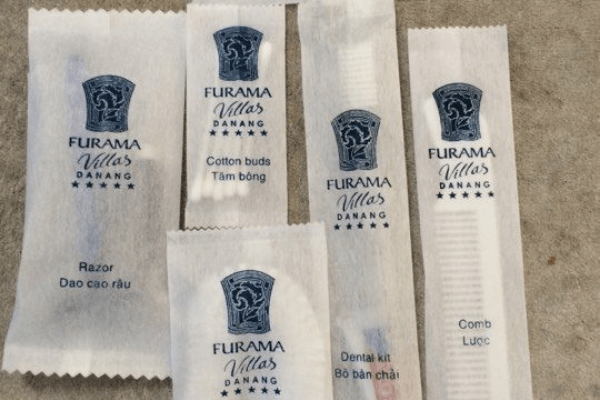 FURAMA
Villas
DANANG
Razor
Dao cạo râu
FURAMA
Villas
DANANG
Cotton buds
Tăm bông
FURAMA
Villas
DANANG
Dental kit
Bộ bàn chải
FURAMA
Villas
DANANG
Comb
Lược
FURAMA
Villas
DANANG